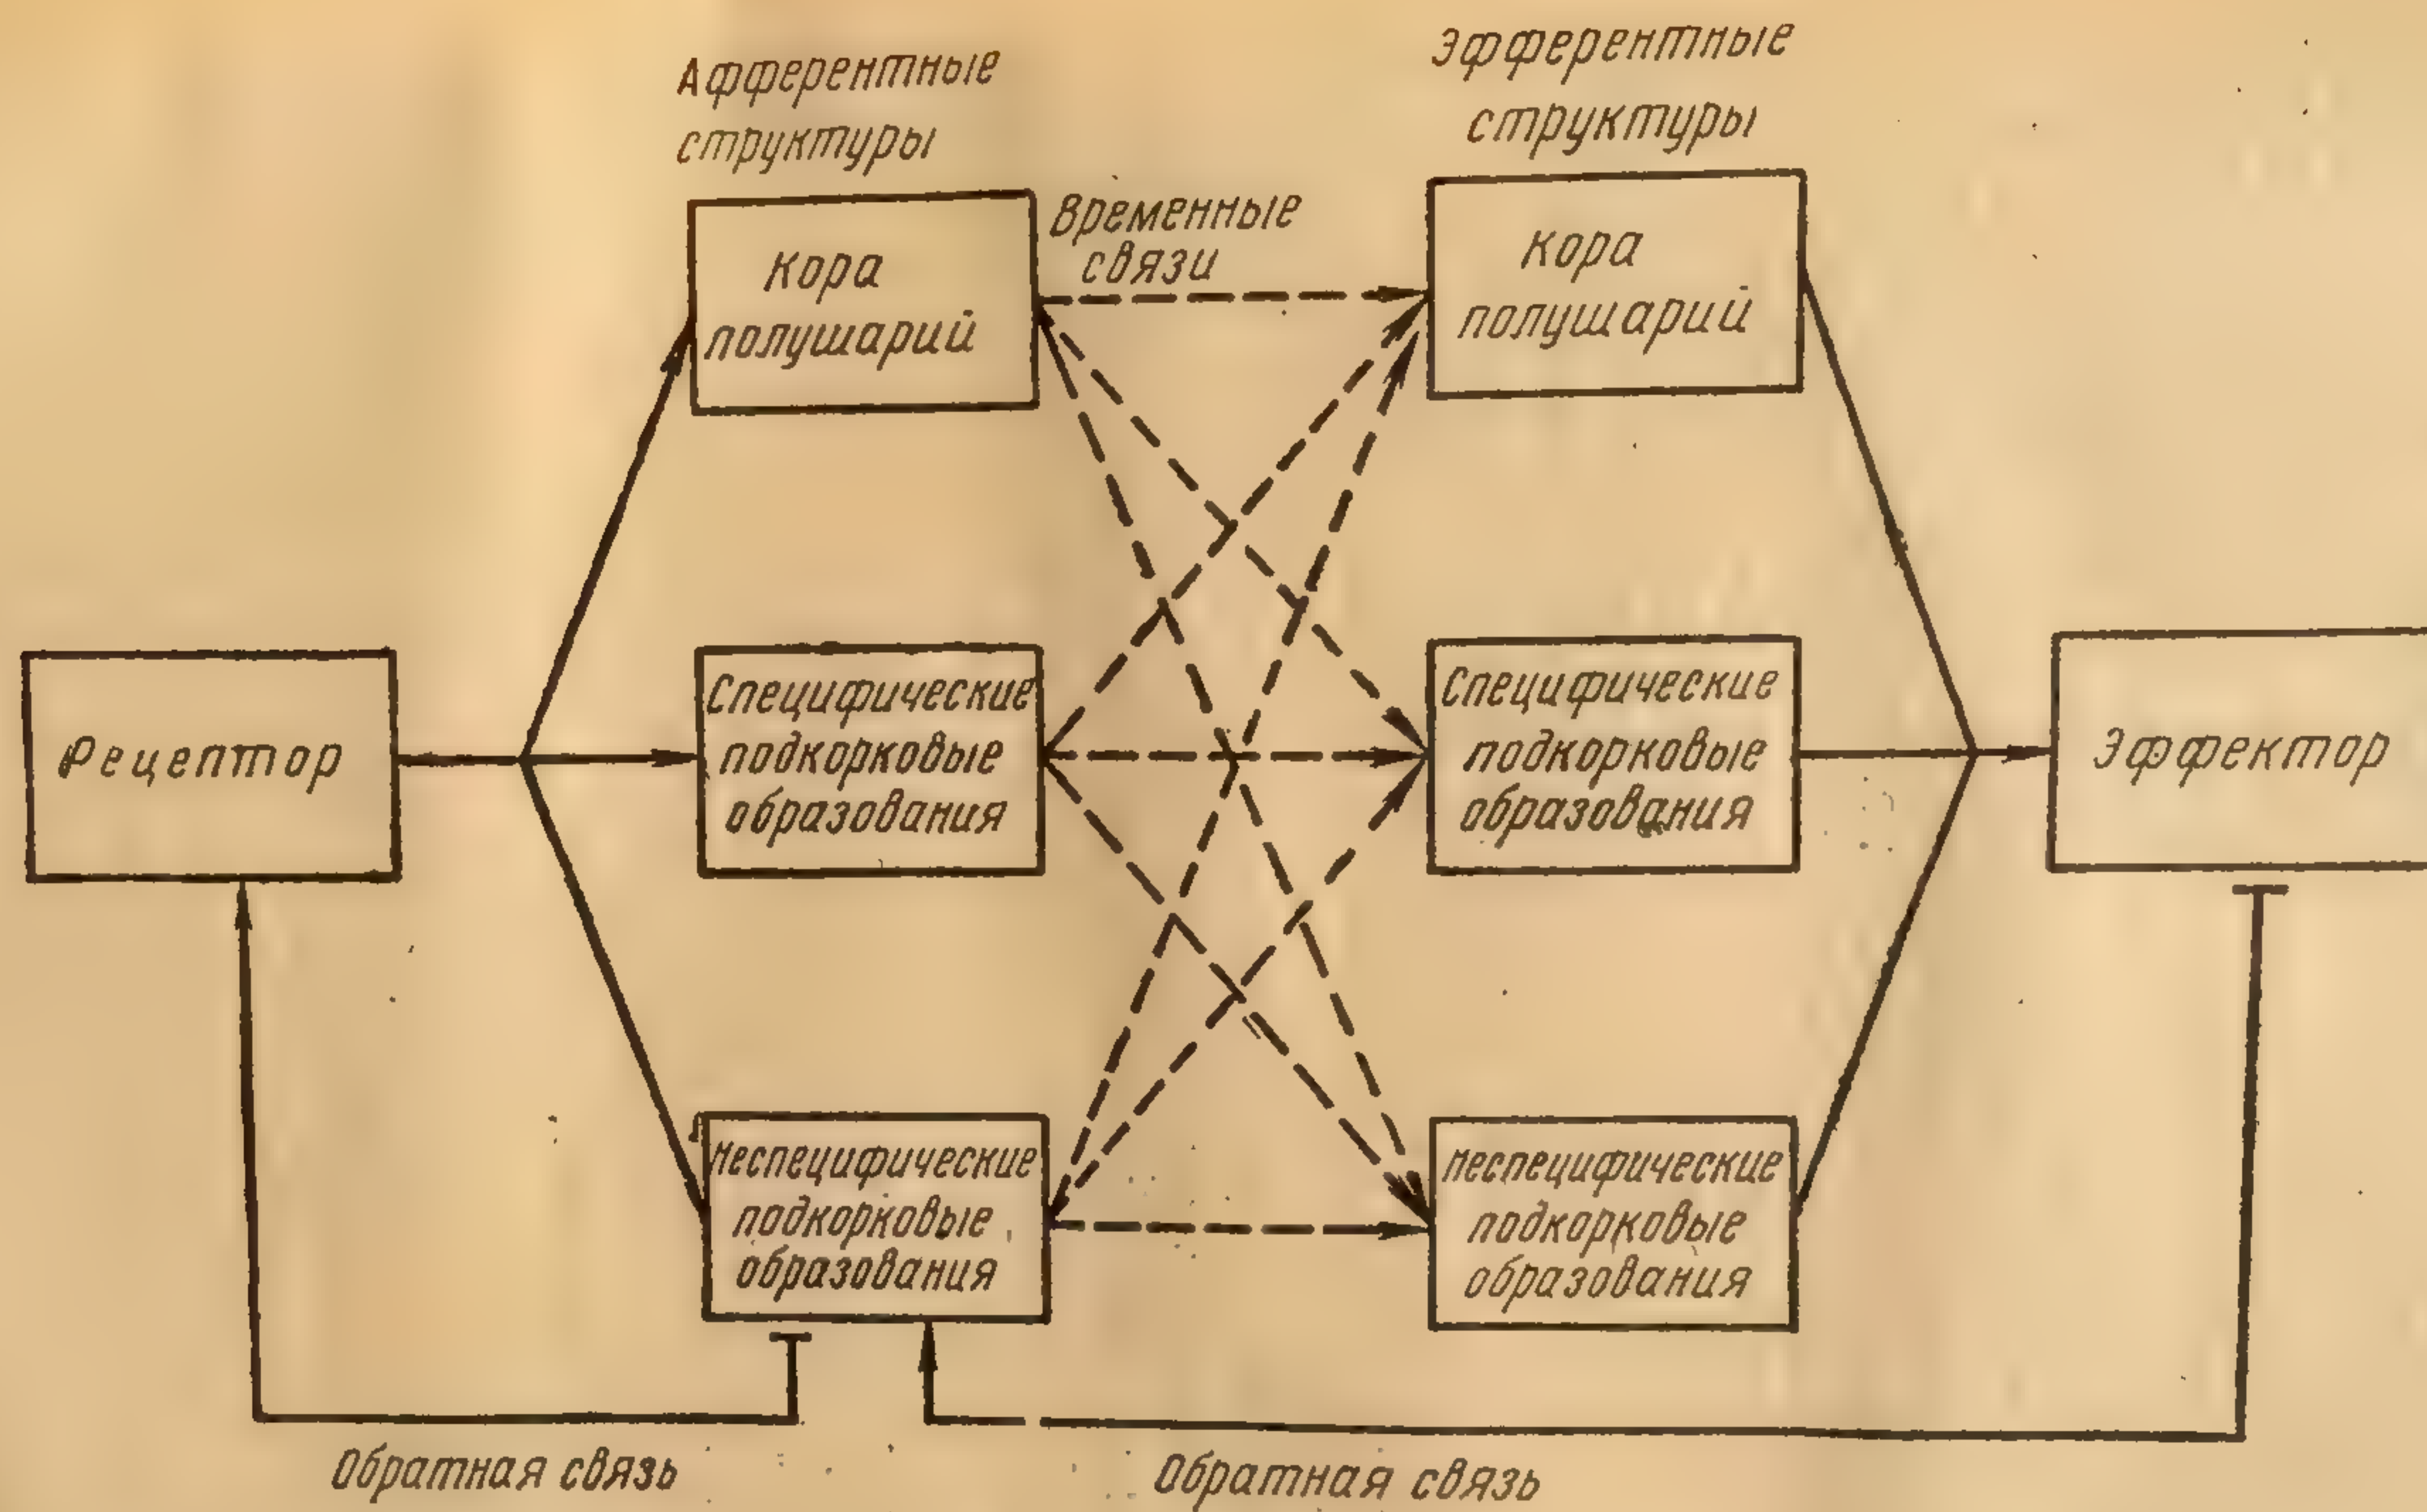 Афферентные
структуры
Эфферентные
структуры
Временные
связи
Кора
полушарий
Кора
полушарий
Рецептор
Специфические
подкорковые
образования
Специфические
подкорковые
образования
Эффектор
Неспецифические
подкорковые
образования
Неспецифические
подкорковые
образования
Обратная связь
Обратная связь